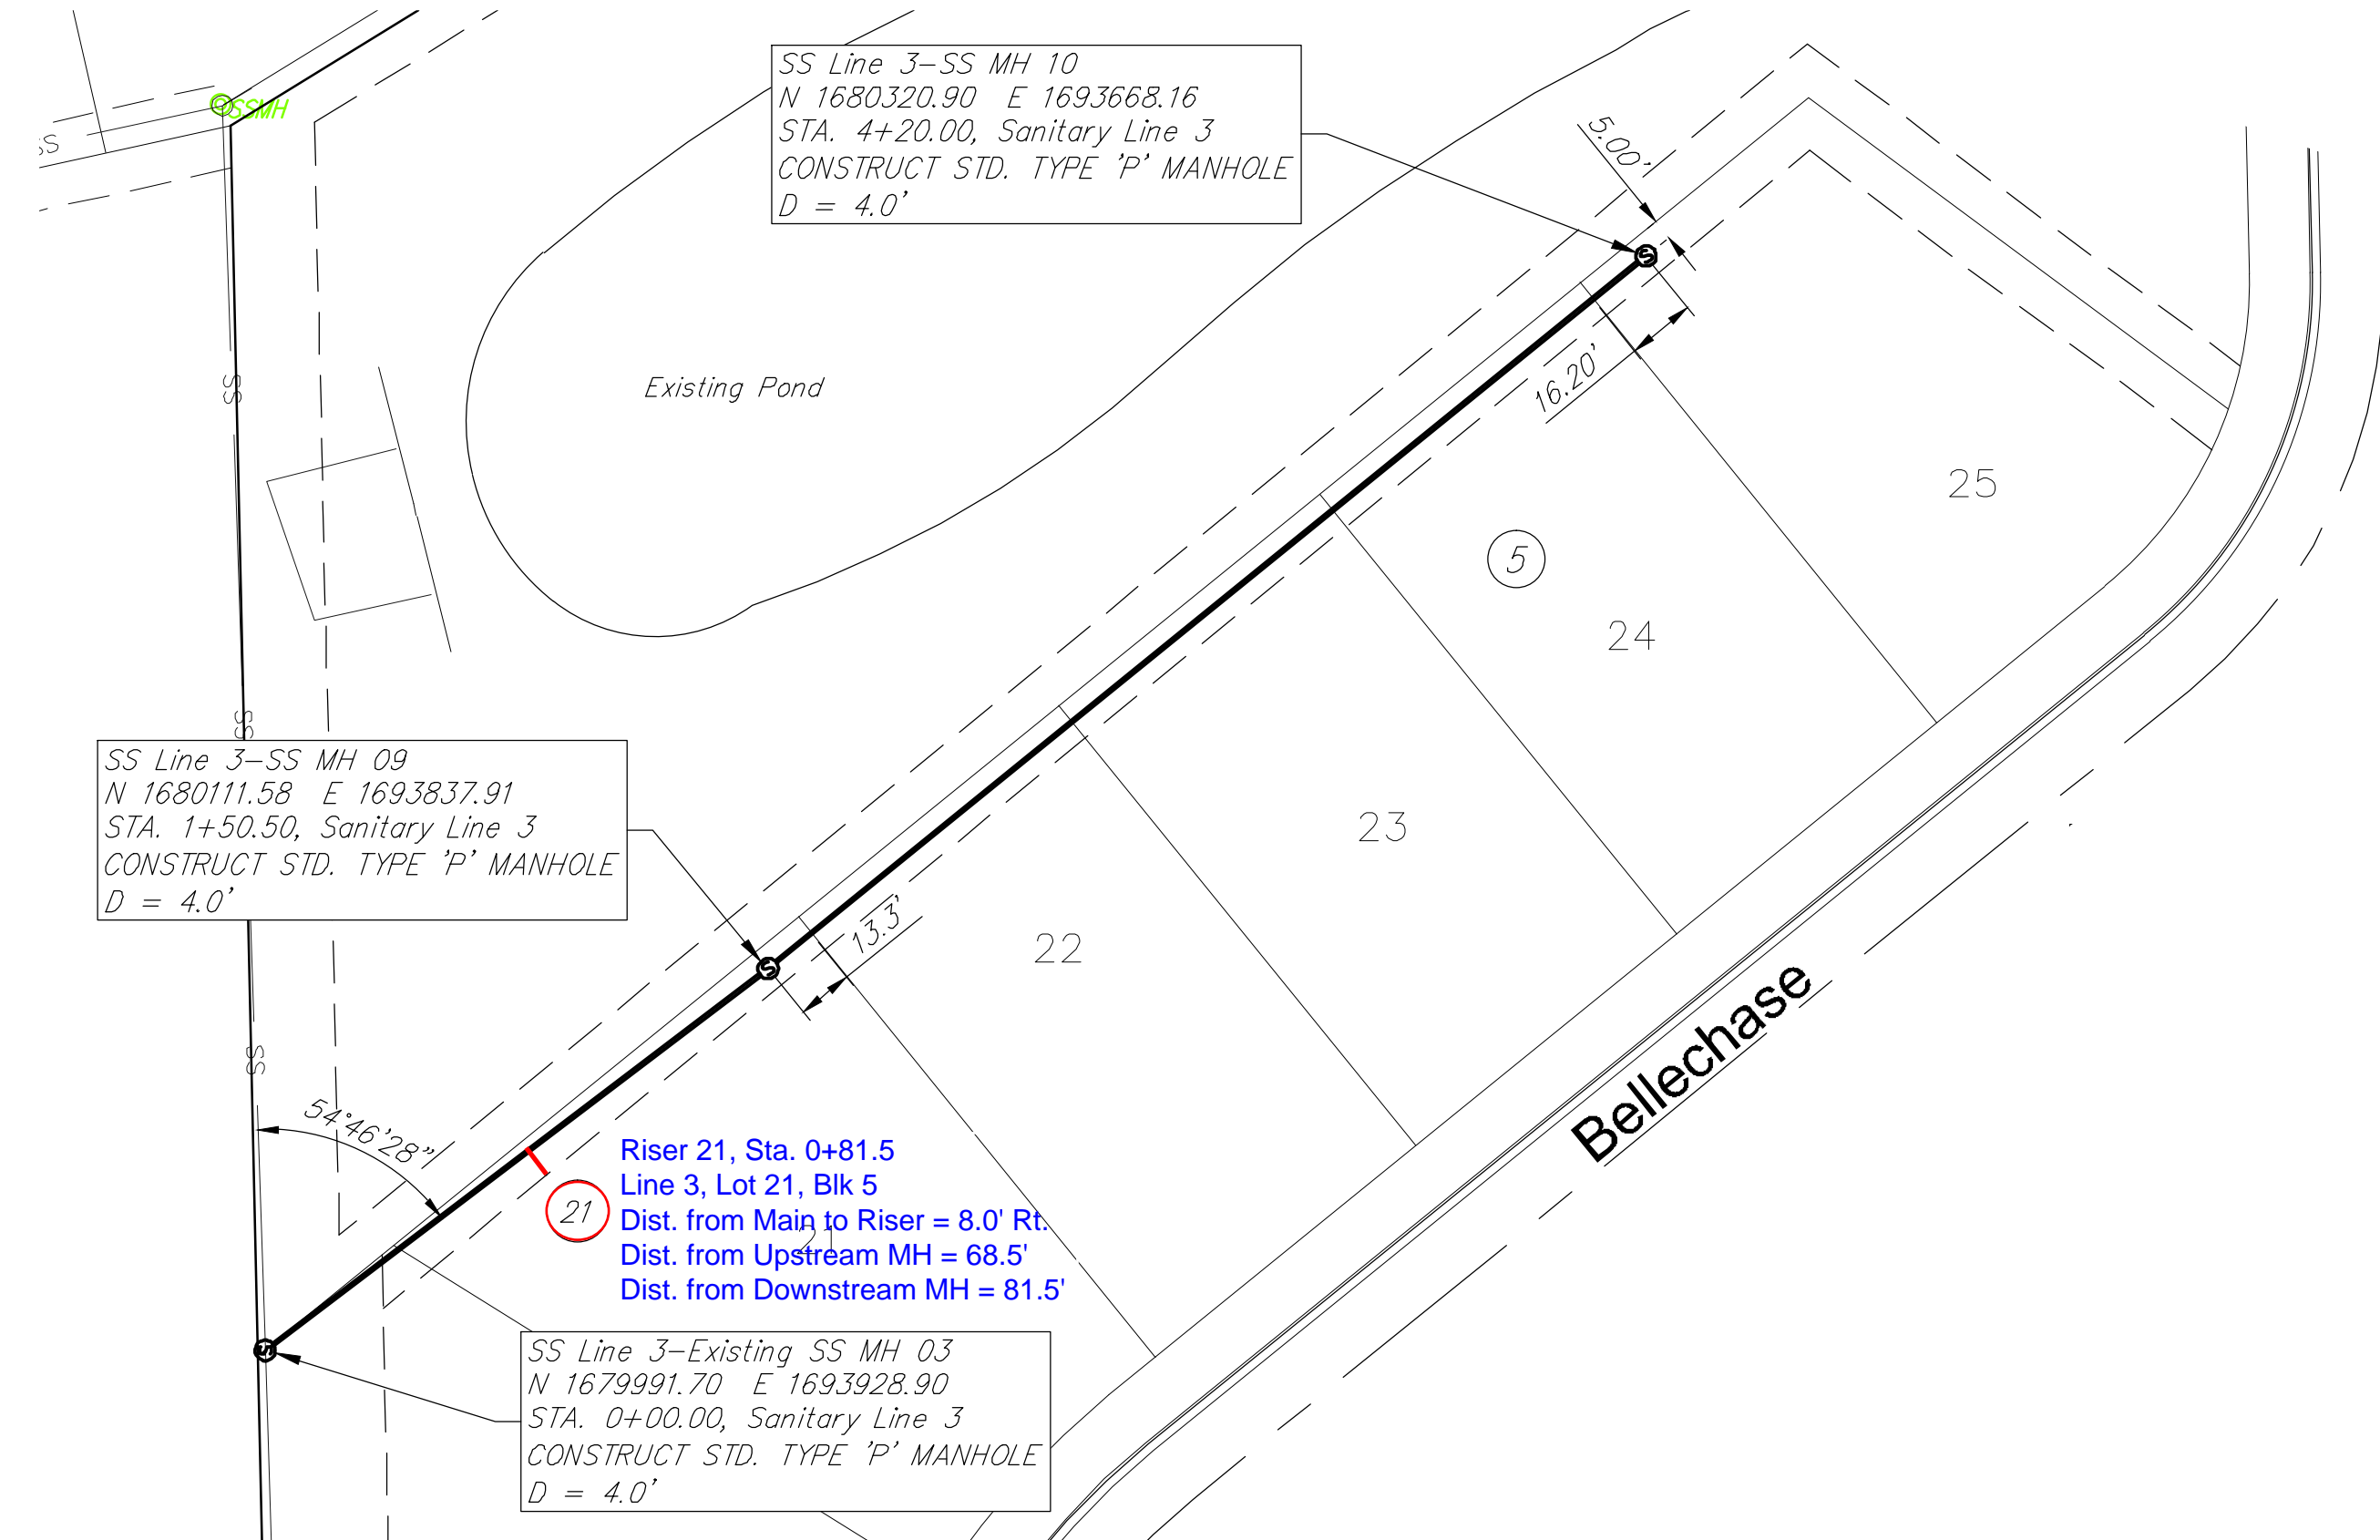 SS Line 3-SS MH 10
N 1680320.90 E 1693668.16
STA. 4+20.00, Sanitary Line 3
CONSTRUCT STD. TYPE 'P' MANHOLE
D = 4.0'
SSMH
SS
5.00'
16.20'
Existing Pond
SS
25
5
24
SS
SS Line 3-SS MH 09
N 1680111.58 E 1693837.91
STA. 1+50.50, Sanitary Line 3
CONSTRUCT STD. TYPE 'P' MANHOLE
D = 4.0'
23
13.3'
22
S
S
SS
54°46'28"
Bellechase
Riser 21, Sta. 0+81.5
Line 3, Lot 21, Blk 5
Dist. from Main to Riser = 8.0' Rt.
Dist. from Upstream MH = 68.5'
Dist. from Downstream MH = 81.5'
21
21
S
SS Line 3-Existing SS MH 03
N 1679991.70 E 1693928.90
STA. 0+00.00, Sanitary Line 3
CONSTRUCT STD. TYPE 'P' MANHOLE
D = 4.0'